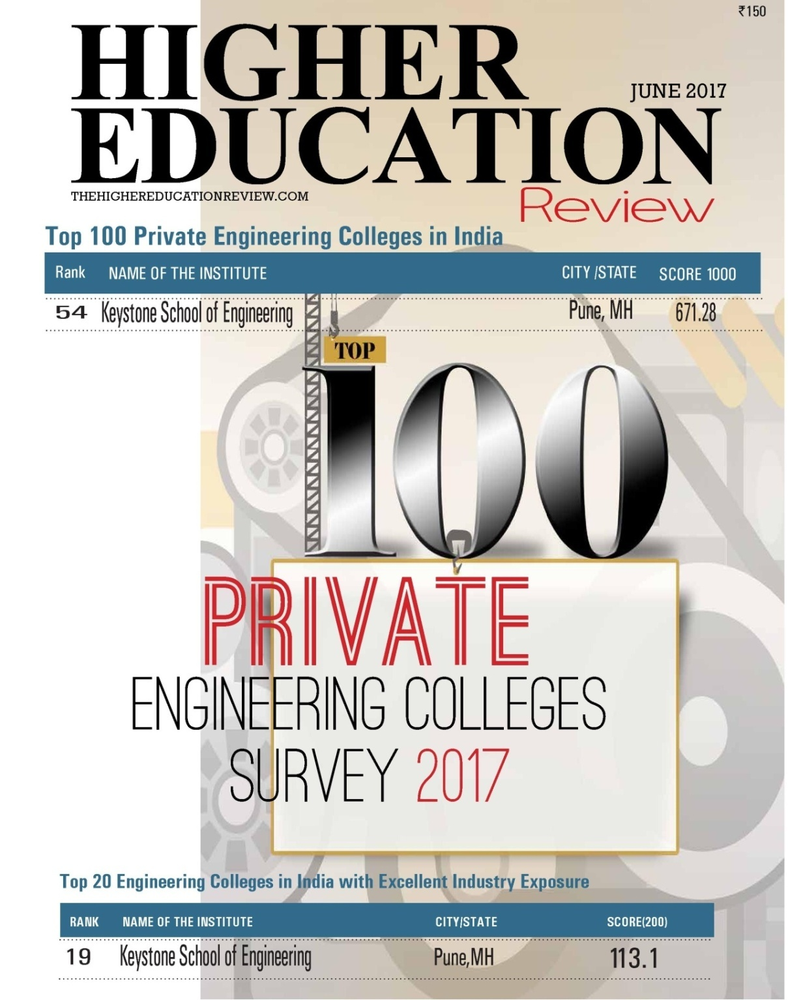 ₹150
HIGHER
JUNE 2017
EDUCATION
THEHIGHEREDUCATIONREVIEW.COM
Review
Top 100 Private Engineering Colleges in India
Rank NAME OF THE INSTITUTE CITY /STATE SCORE 1000
54 Keystone School of Engineering Pune, MH 671.28
TOP
100
PRIVATE
ENGINEERING COLLEGES
SURVEY 2017
Top 20 Engineering Colleges in India with Excellent Industry Exposure
RANK NAME OF THE INSTITUTE CITY/STATE SCORE(200)
19 Keystone School of Engineering Pune,MH 113.1